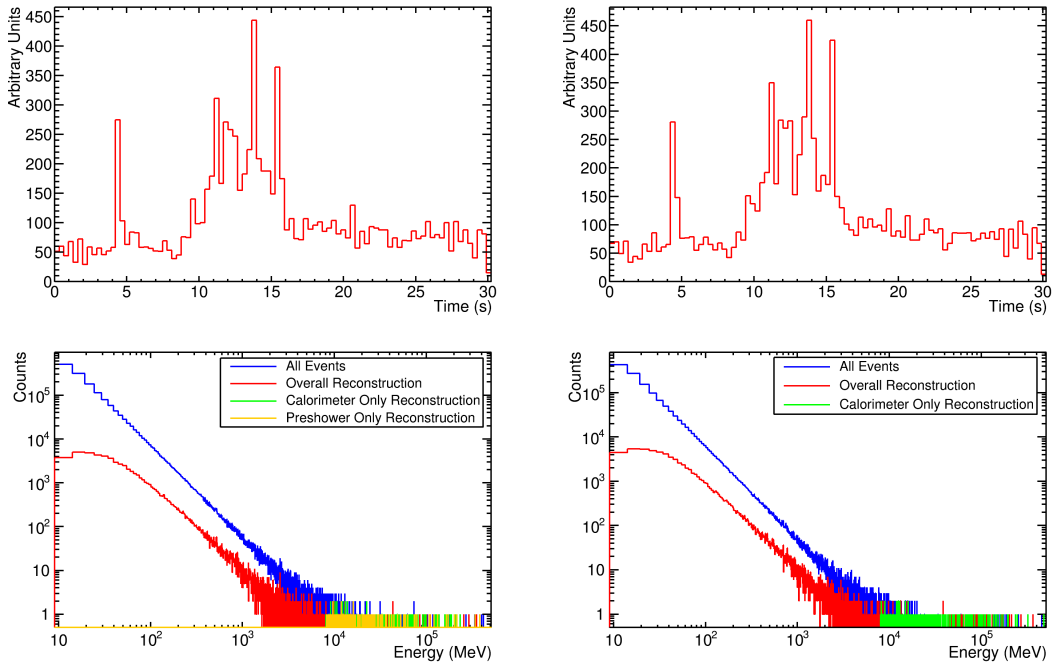 Arbitrary Units
450
400
350
300
250
200
150
100
50
0
0 5 10 15 20 25 30
Time (s)
Arbitrary Units
450
400
350
300
250
200
150
100
50
0
0 5 10 15 20 25 30
Time (s)
Counts
10^5
10^4
10^3
10^2
10
1
All Events
Overall Reconstruction
Calorimeter Only Reconstruction
Preshower Only Reconstruction
10 10^2 10^3 10^4 10^5
Energy (MeV)
Counts
10^5
10^4
10^3
10^2
10
1
All Events
Overall Reconstruction
Calorimeter Only Reconstruction
10 10^2 10^3 10^4 10^5
Energy (MeV)